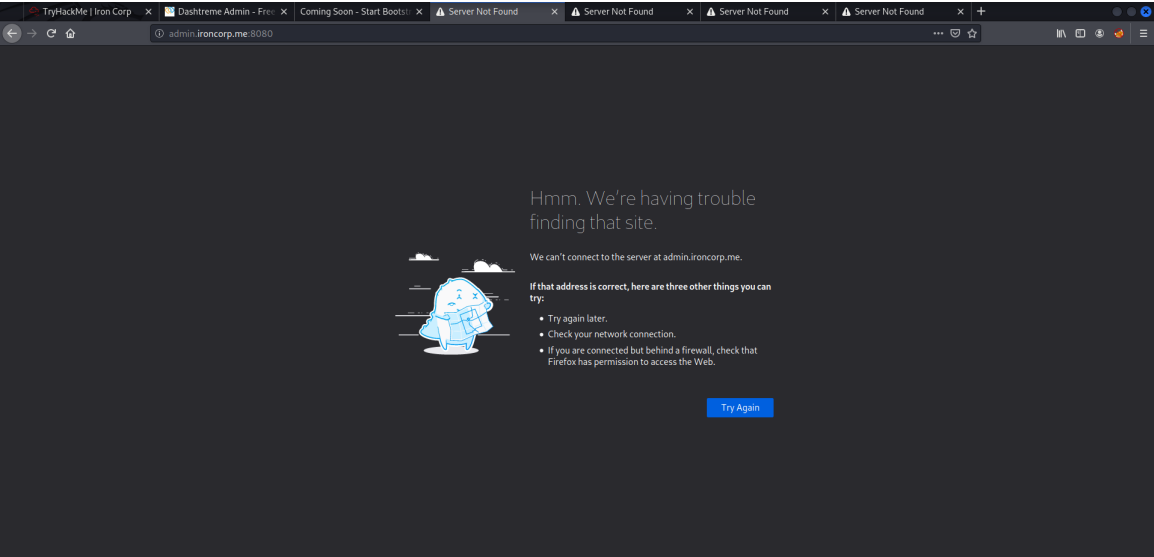 TryHackMe | Iron Corp
Dashtreme Admin - Free
Coming Soon - Start Bootst
Server Not Found
Server Not Found
Server Not Found
Server Not Found
admin.ironcorp.me:8080
Hmm. We're having trouble
finding that site.
We can't connect to the server at admin.ironcorp.me.
If that address is correct, here are three other things you can
try:
Try again later.
Check your network connection.
If you are connected but behind a firewall, check that
Firefox has permission to access the Web.
Try Again